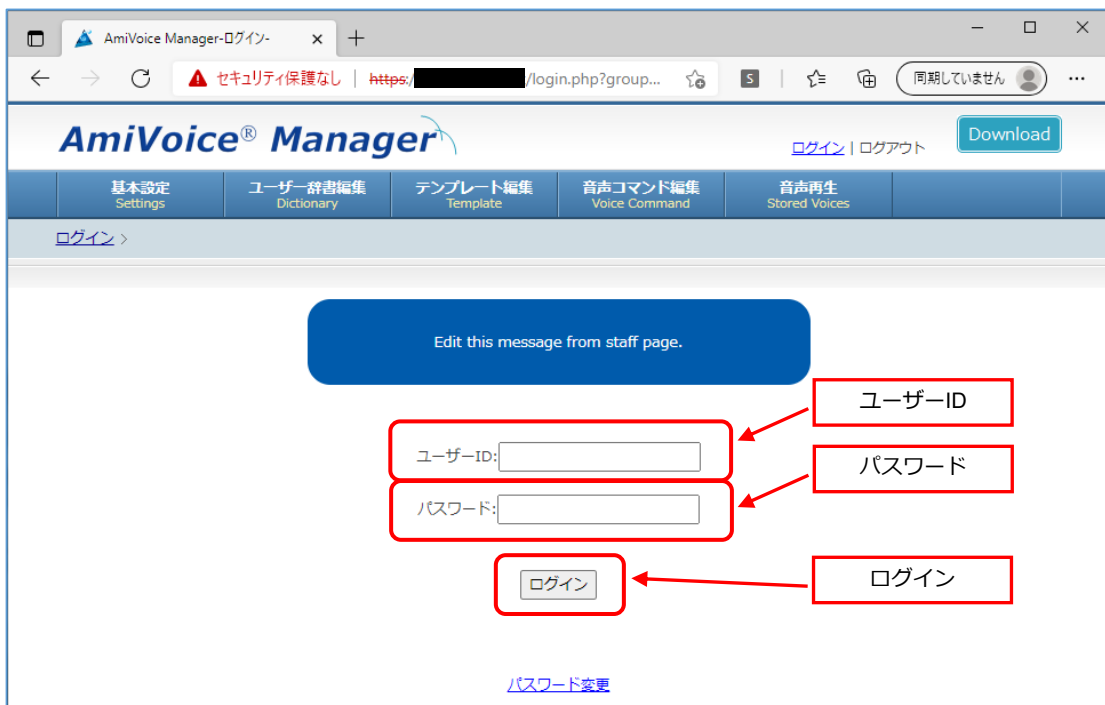 AmiVoice Manager-ログイン-
セキュリティ保護なし | https:/ /login.php?group... S 同期していません
AmiVoice® Manager
ログイン | ログアウト
Download
基本設定 ユーザー辞書編集 テンプレート編集 音声コマンド編集 音声再生
Settings Dictionary Template Voice Command Stored Voices
ログイン >
Edit this message from staff page.
ユーザーID
ユーザーID:
パスワード
パスワード:
ログイン
ログイン
パスワード変更